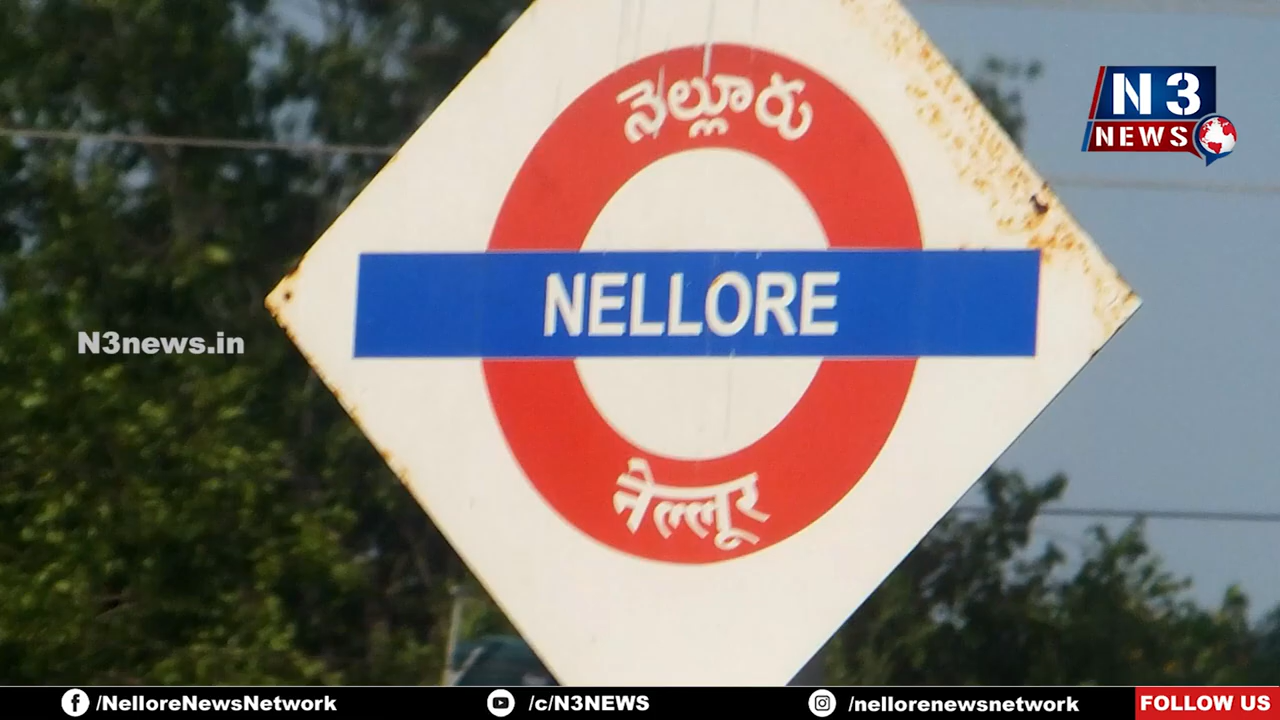 నెల్లూరు
N3
NEWS
NELLORE
N3news.in
नेल्लूर
/NelloreNewsNetwork
/c/N3NEWS
/nellorenewsnetwork
FOLLOW US